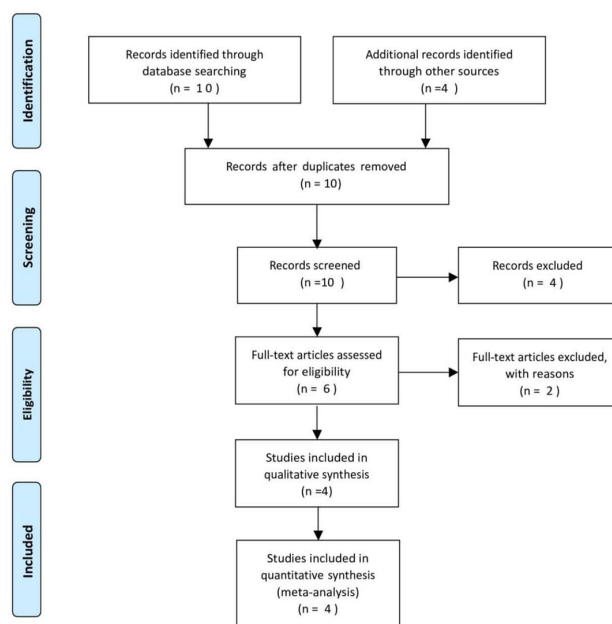 Identification
Records identified through
database searching
(n = 1 0 )
Additional records identified
through other sources
(n =4 )
Records after duplicates removed
(n = 10)
Screening
Records screened
(n =10 )
Records excluded
(n = 4 )
Eligibility
Full-text articles assessed
for eligibility
(n = 6 )
Full-text articles excluded,
with reasons
(n = 2 )
Studies included in
qualitative synthesis
(n =4)
Included
Studies included in
quantitative synthesis
(meta-analysis)
(n = 4 )